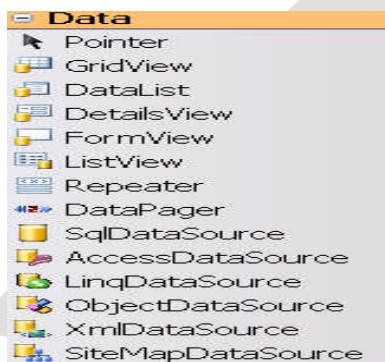 Data
Pointer
GridView
DataList
DetailsView
FormView
ListView
Repeater
DataPager
SqlDataSource
AccessDataSource
LinqDataSource
ObjectDataSource
XmlDataSource
SiteMapDataSource